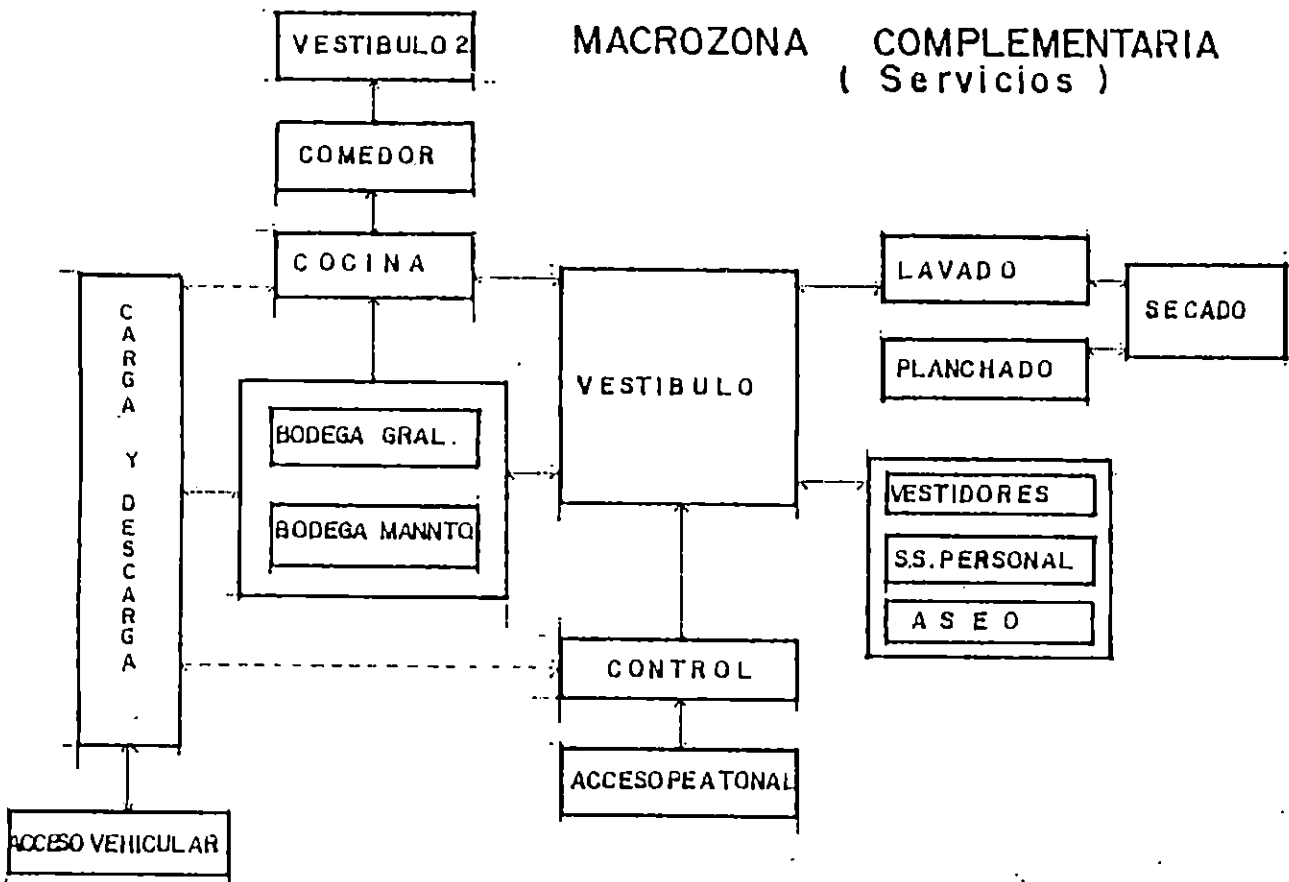 VESTIBULO 2
MACROZONA COMPLEMENTARIA
( Servicios )
COMEDOR
COCINA
LAVADO
SECADO
CARGA Y DESCARGA
VESTIBULO
PLANCHADO
BODEGA GRAL.
BODEGA MANNTO
VESTIDORES
S.S. PERSONAL
ASEO
CONTROL
ACCESO PEATONAL
ACCESO VEHICULAR